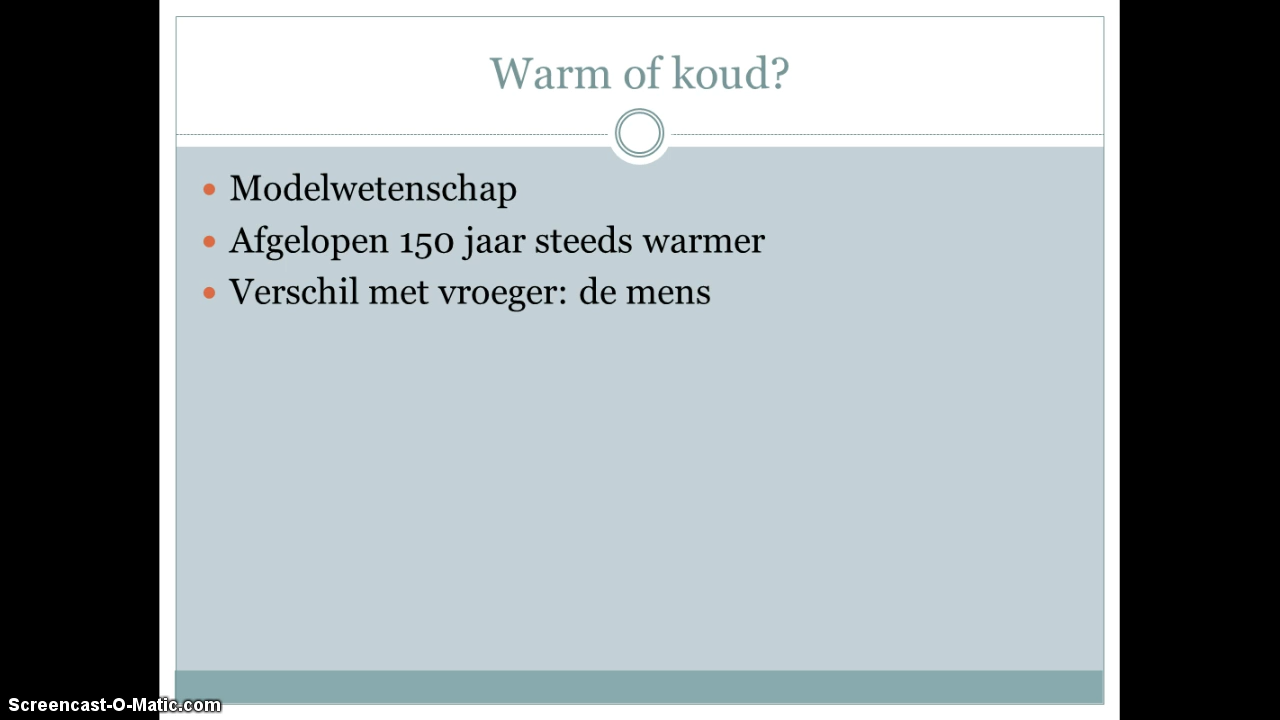 Warm of koud?
Modelwetenschap
Afgelopen 150 jaar steeds warmer
Verschil met vroeger: de mens
Screencast-O-Matic.com